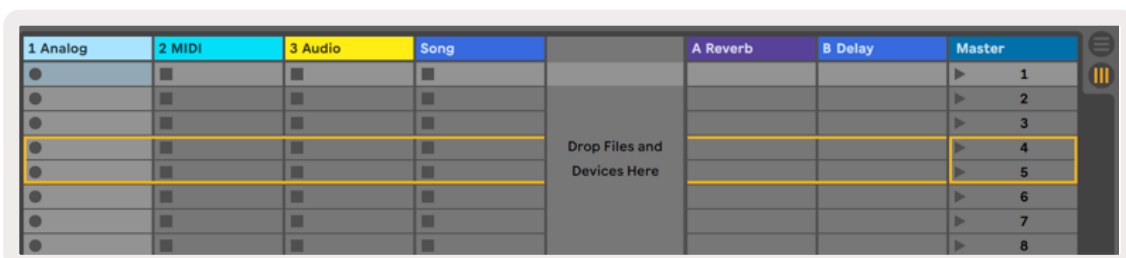 1 Analog 2 MIDI 3 Audio Song A Reverb B Delay Master
1
2
3
Drop Files and 4
Devices Here 5
6
7
8